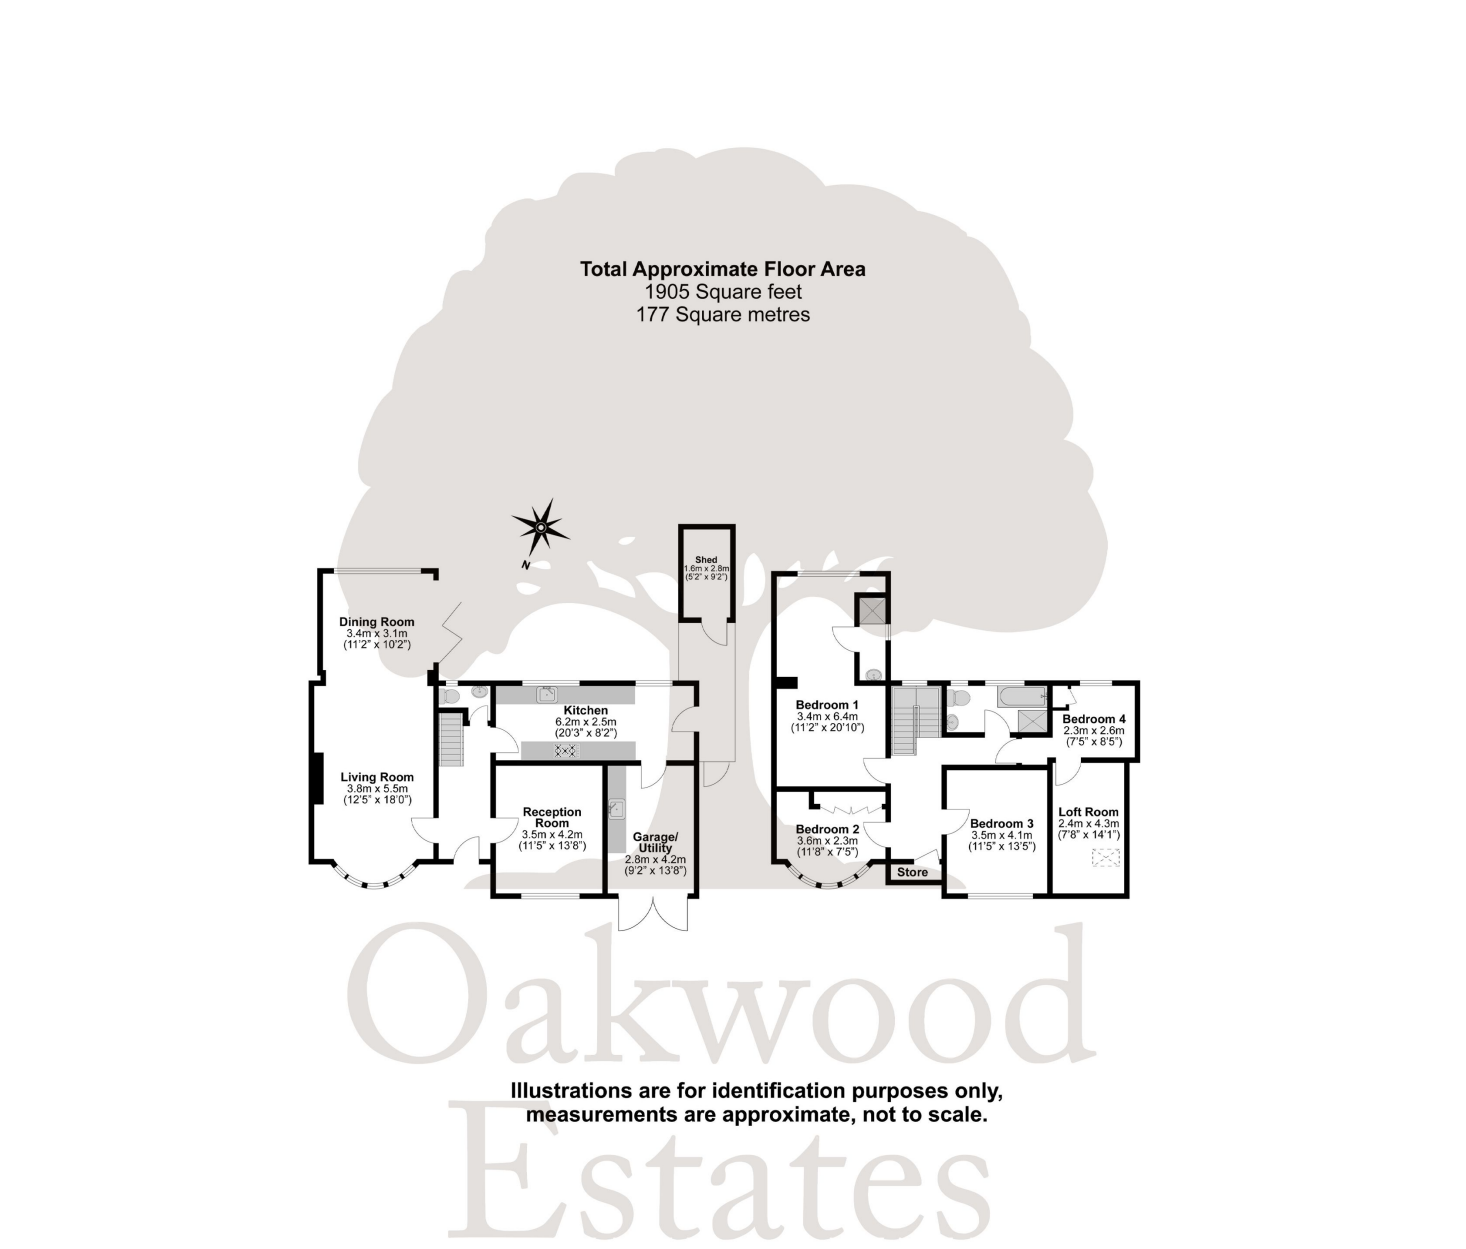 Total Approximate Floor Area
1905 Square feet
177 Square metres
N
Shed
1.6m x 2.8m
(5'2" x 9'2")
Dining Room
3.4m x 3.1m
(11'2" x 10'2")
Kitchen
6.2m x 2.5m
(20'3" x 8'2")
Living Room
3.8m x 5.5m
(12'5" x 18'0")
Reception
Room
3.5m x 4.2m
(11'5" x 13'8")
Garage/
Utility
2.8m x 4.2m
(9'2" x 13'8")
Bedroom 1
3.4m x 6.4m
(11'2" x 20'10")
Bedroom 4
2.3m x 2.6m
(7'5" x 8'5")
Bedroom 2
3.6m x 2.3m
(11'8" x 7'5")
Bedroom 3
3.5m x 4.1m
(11'5" x 13'5")
Loft Room
2.4m x 4.3m
(7'8" x 14'1")
Store
Oakwood
Illustrations are for identification purposes only,
measurements are approximate, not to scale.
Estates